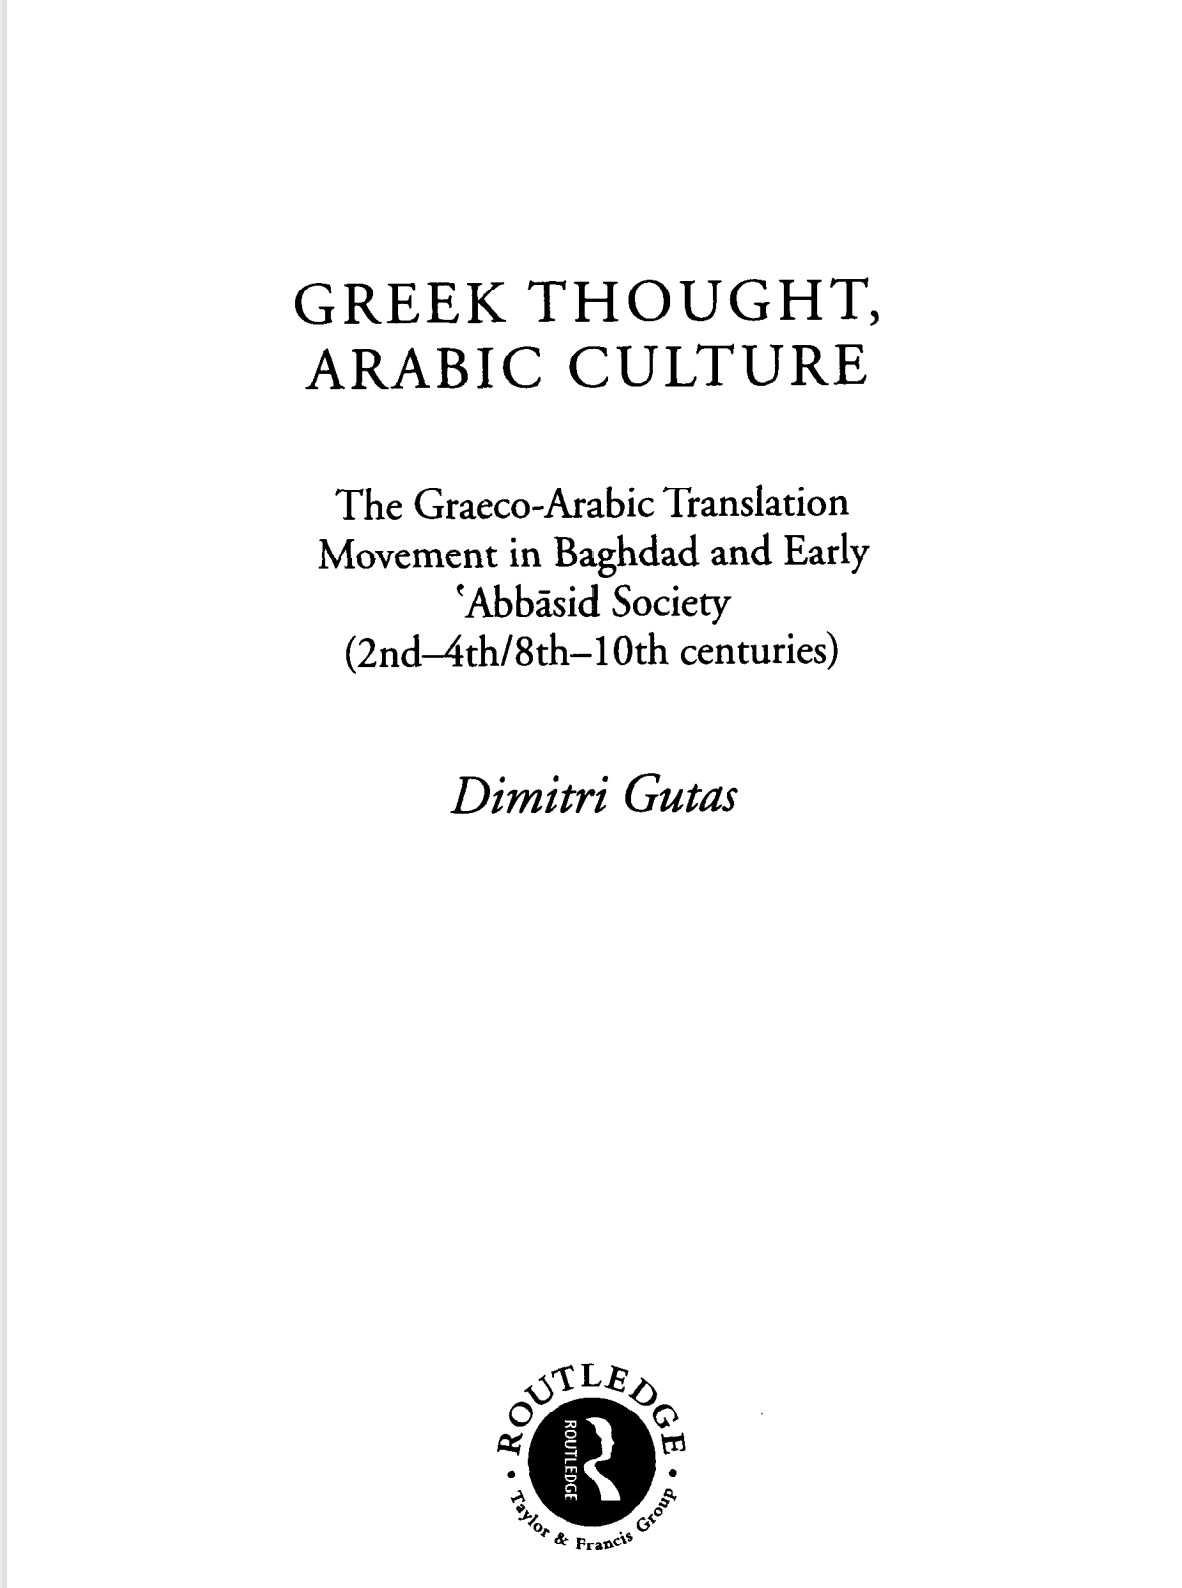 GREEK THOUGHT,
ARABIC CULTURE
The Graeco-Arabic Translation
Movement in Baghdad and Early
ʿAbbāsid Society
(2nd–4th/8th–10th centuries)
Dimitri Gutas
ROUTLEDGE
ROUTLEDGE
Taylor & Francis Group